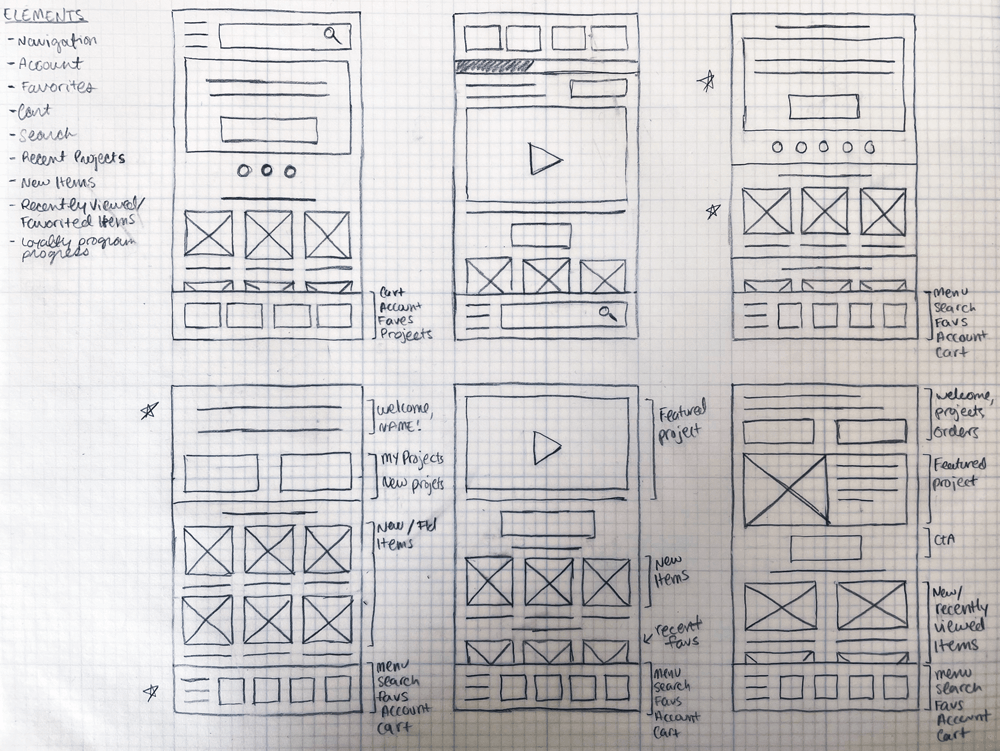 ELEMENTS
- Navigation
- Account
- Favorites
- Cart
- Search
- Recent Projects
- New Items
- Recently Viewed/
Favorited Items
- Loyalty program
progress
Cart
Account
Faves
Projects
Menu
Search
Favs
Account
Cart
Welcome,
NAME!
My Projects
New projects
New/
Items
Menu
Search
Favs
Account
Cart
Featured
project
New
Items
recent
favs
Menu
Search
Favs
Account
Cart
Welcome,
projects,
orders
Featured
project
CTA
New/
recently
viewed
Items
menu
Search
Favs
Account
Cart